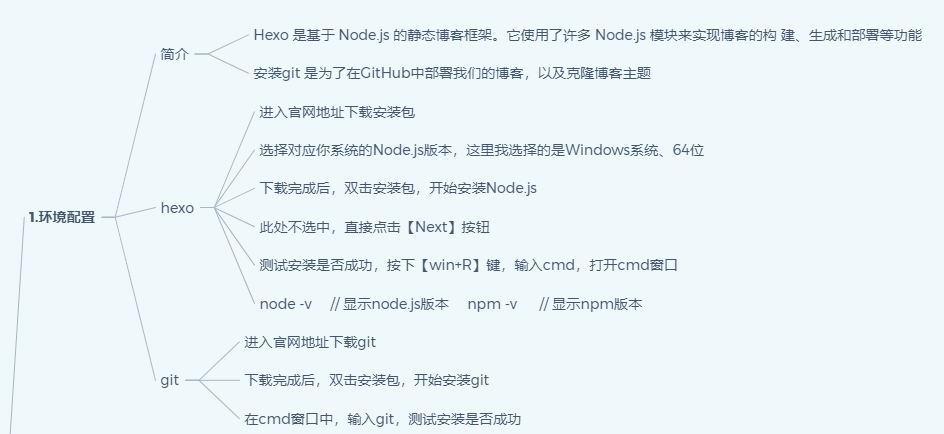 1.环境配置
简介
Hexo 是基于 Node.js 的静态博客框架。它使用了许多 Node.js 模块来实现博客的构 建、生成和部署等功能
安装git 是为了在GitHub中部署我们的博客，以及克隆博客主题
hexo
进入官网地址下载安装包
选择对应你系统的Node.js版本，这里我选择的是Windows系统、64位
下载完成后，双击安装包，开始安装Node.js
此处不选中，直接点击【Next】按钮
测试安装是否成功，按下【win+R】键，输入cmd，打开cmd窗口
node -v // 显示node.js版本 npm -v // 显示npm版本
git
进入官网地址下载git
下载完成后，双击安装包，开始安装git
在cmd窗口中，输入git，测试安装是否成功